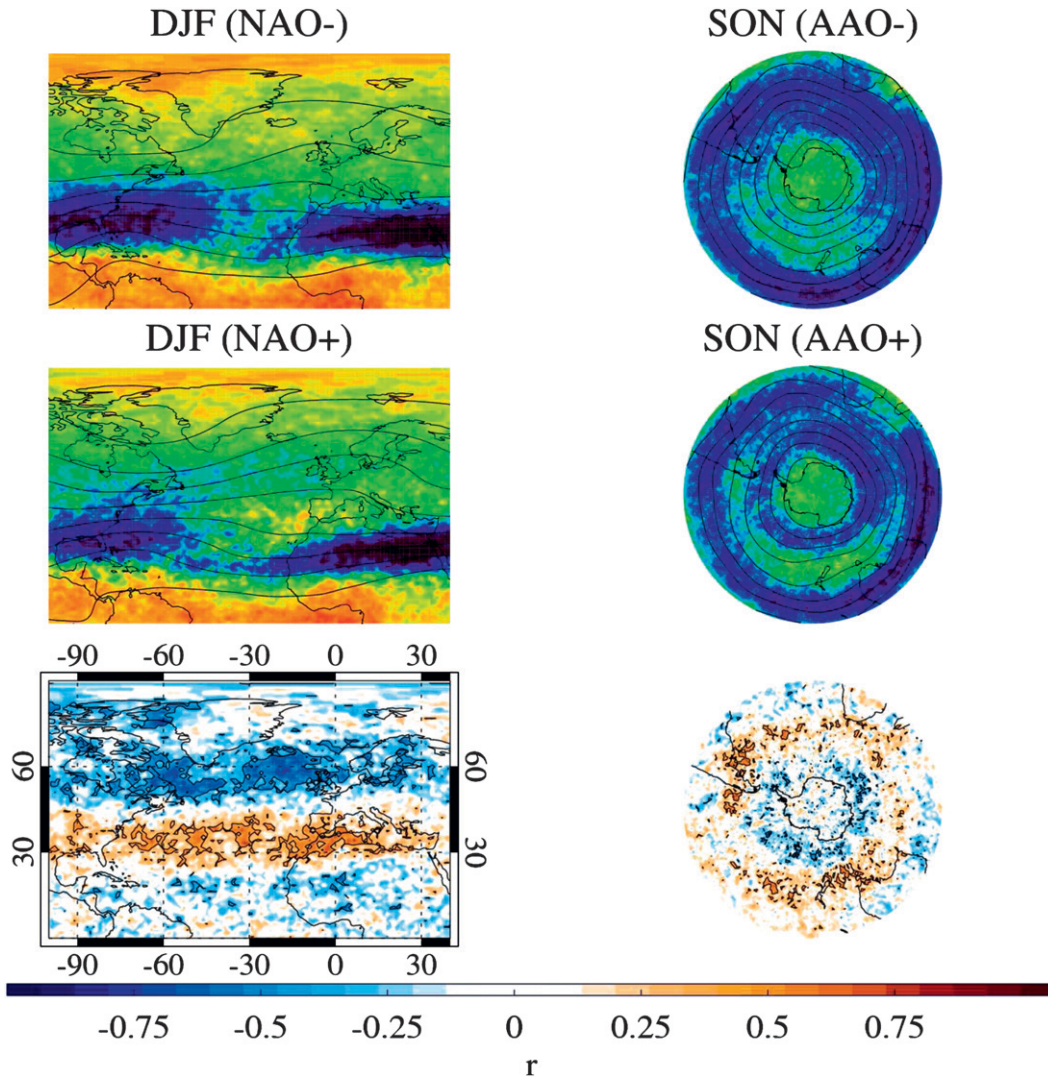 DJF (NAO-)
SON (AAO-)
DJF (NAO+)
SON (AAO+)
-90 -60 -30 0 30
60 60
30 30
-90 -60 -30 0 30
-0.75 -0.5 -0.25 0 0.25 0.5 0.75
r